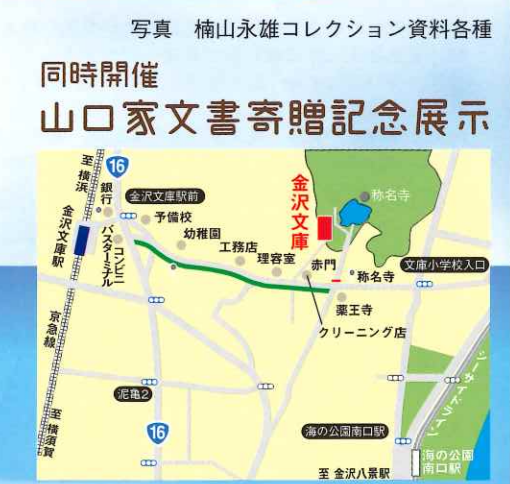 写真　楠山永雄コレクション資料各種
同時開催
山口家文書寄贈記念展示
至 横浜
16
銀行
金沢文庫駅前
予備校
幼稚園
工務店
理容室
金沢文庫
称名寺
赤門
称名寺
文庫小学校入口
金沢文庫駅
バスターミナル
コンビニ
薬王寺
クリーニング店
京急線
泥亀2
16
至 横須賀
海の公園南口駅
シーサイドライン
海の公園
南口駅
至 金沢八景駅